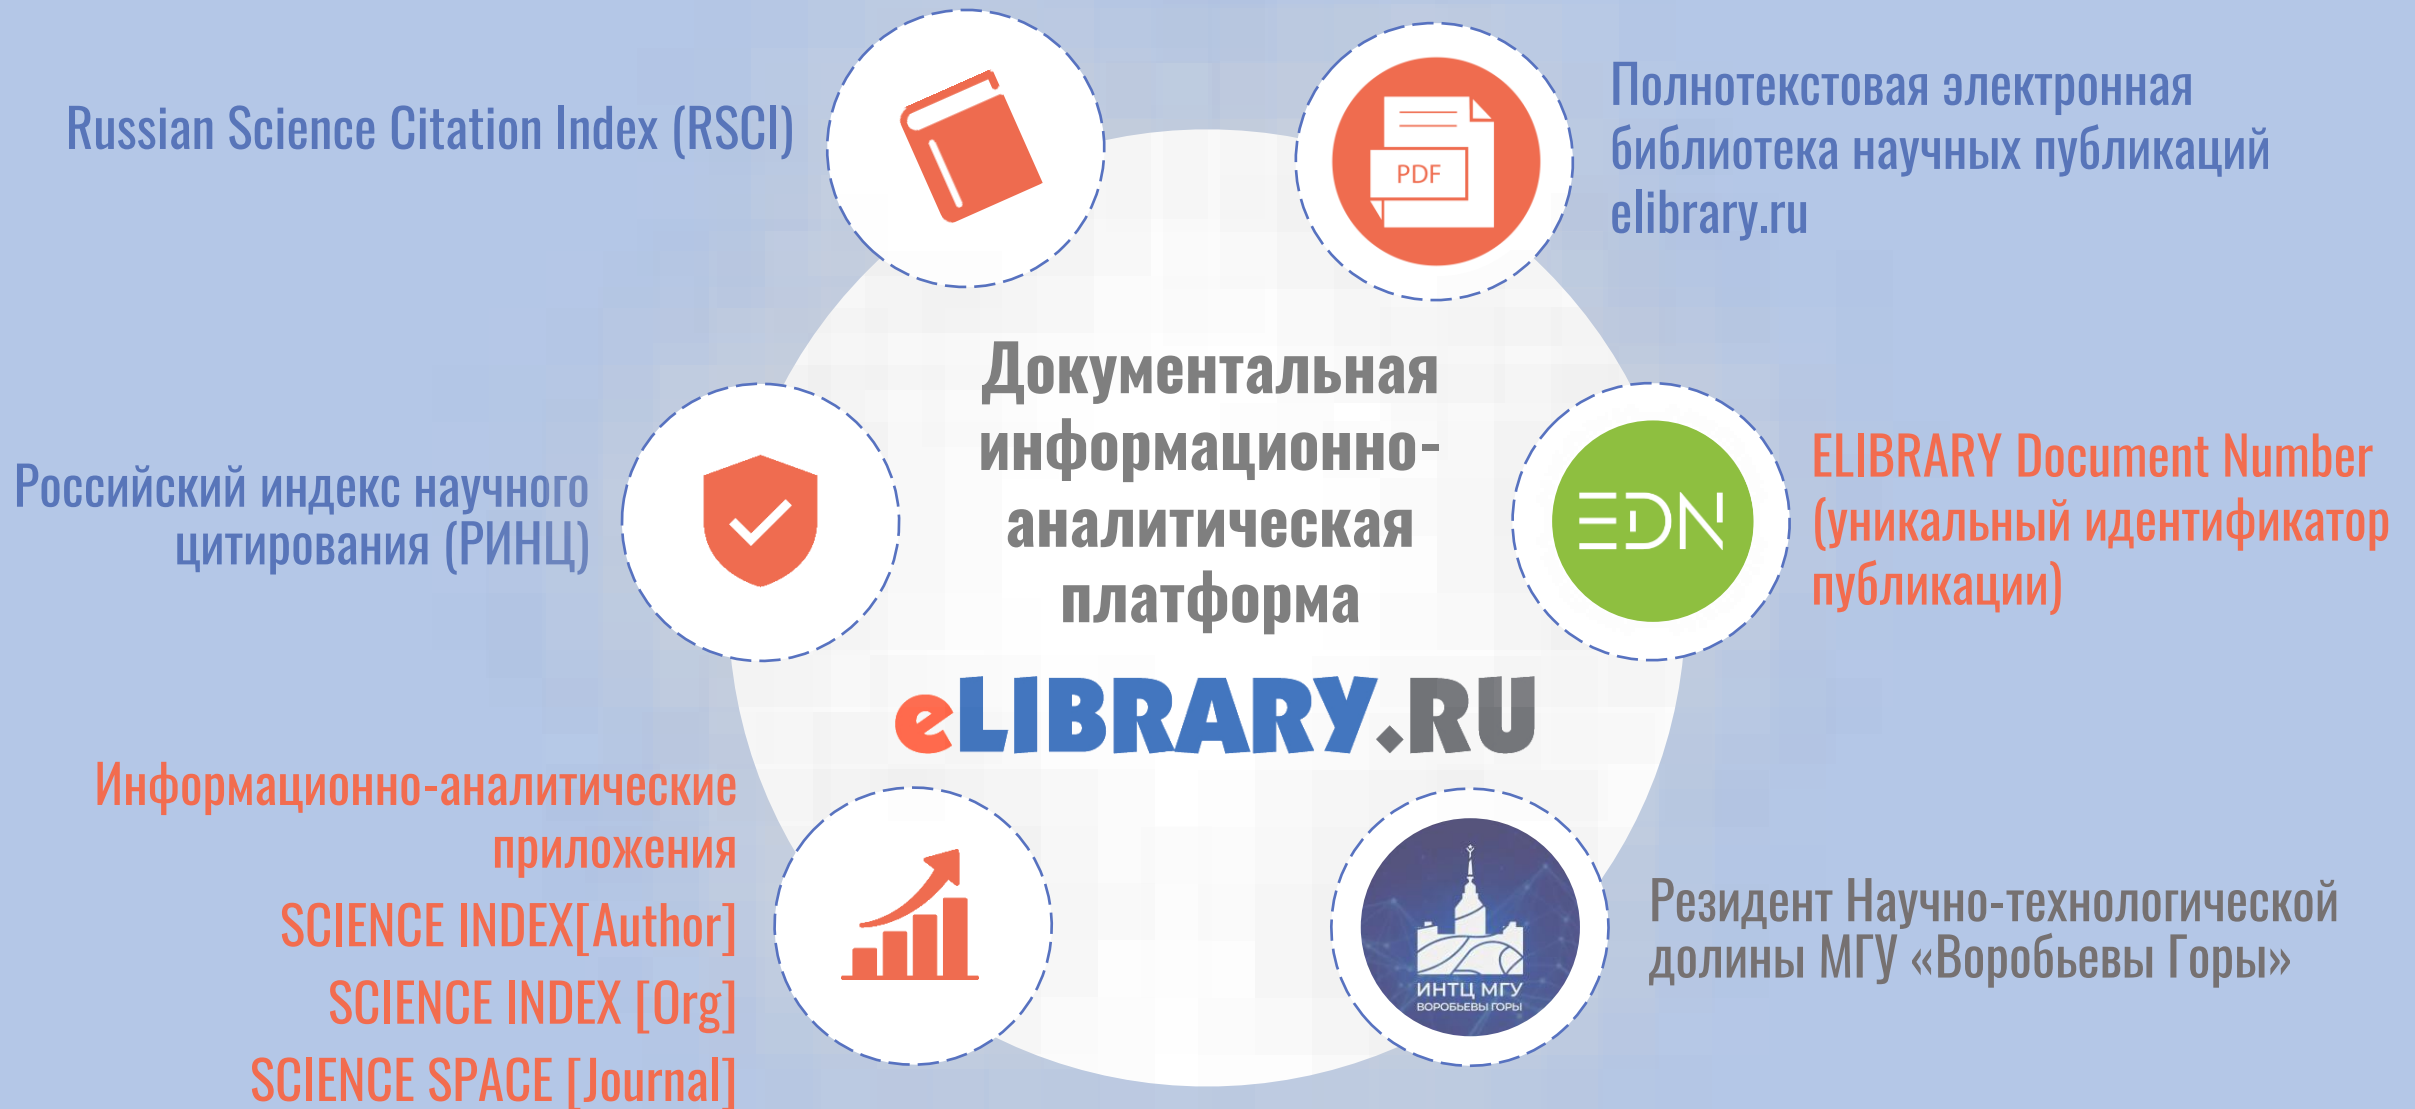 Russian Science Citation Index (RSCI)
PDF
Полнотекстовая электронная
библиотека научных публикаций
elibrary.ru
Документальная
информационно-
аналитическая
платформа
eLIBRARY.RU
Российский индекс научного
цитирования (РИНЦ)
EDN
ELIBRARY Document Number
(уникальный идентификатор
публикации)
Информационно-аналитические
приложения
SCIENCE INDEX[Author]
SCIENCE INDEX [Org]
SCIENCE SPACE [Journal]
ИНТЦ МГУ
ВОРОБЬЕВЫ ГОРЫ
Резидент Научно-технологической
долины МГУ «Воробьевы Горы»